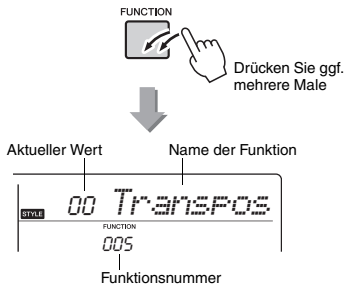 FUNCTION
Drücken Sie ggf.
mehrere Male
Aktueller Wert
Name der Funktion
STYLE 00 Transpos
FUNCTION
005
Funktionsnummer